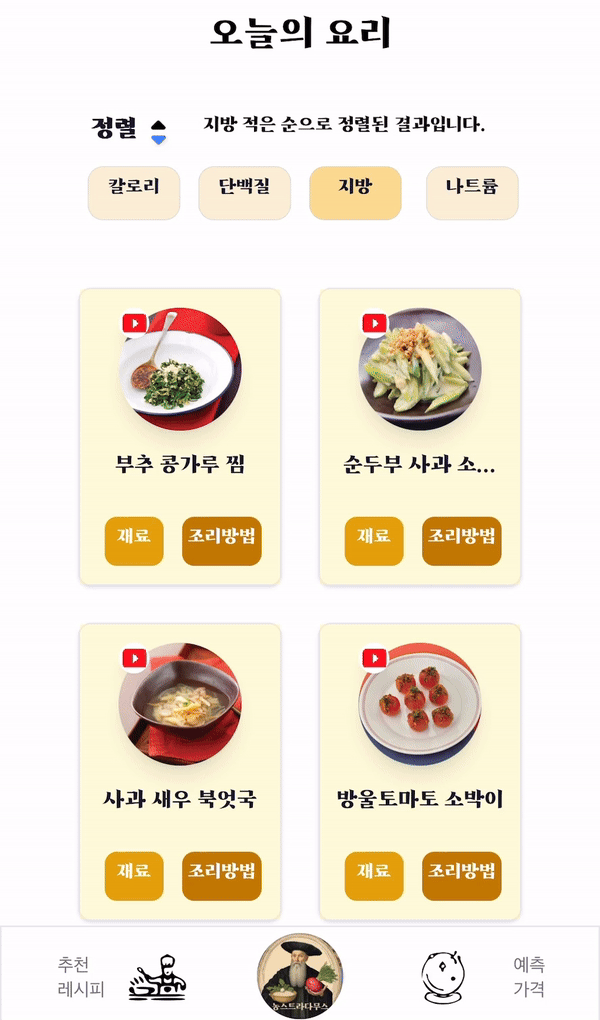 오늘의 요리
정렬
지방 적은 순으로 정렬된 결과입니다.
칼로리 단백질 지방 나트륨
부추 콩가루 찜
순두부 사과 소...
재료 조리방법
재료 조리방법
사과 새우 북엇국
방울토마토 소박이
재료 조리방법
재료 조리방법
추천
레시피
농스트라다무스
예측
가격